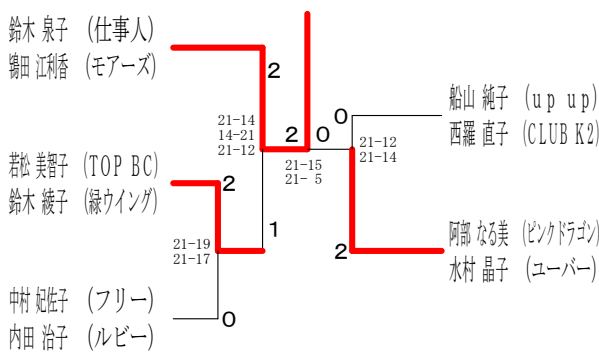 鈴木 泉子 (仕事人)
鴇田 江利香 (モアーズ)
2
21-14
14-21
21-12
2
0
21-15
21- 5
0
21-12
21-14
船山 純子 (up up)
西羅 直子 (CLUB K2)
若松 美智子 (TOP BC)
鈴木 綾子 (緑ウイング)
2
1
21-19
21-17
2
阿部 なる美 (ピンクドラゴン)
水村 晶子 (ユーバー)
中村 妃佐子 (フリー)
内田 治子 (ルビー)
0